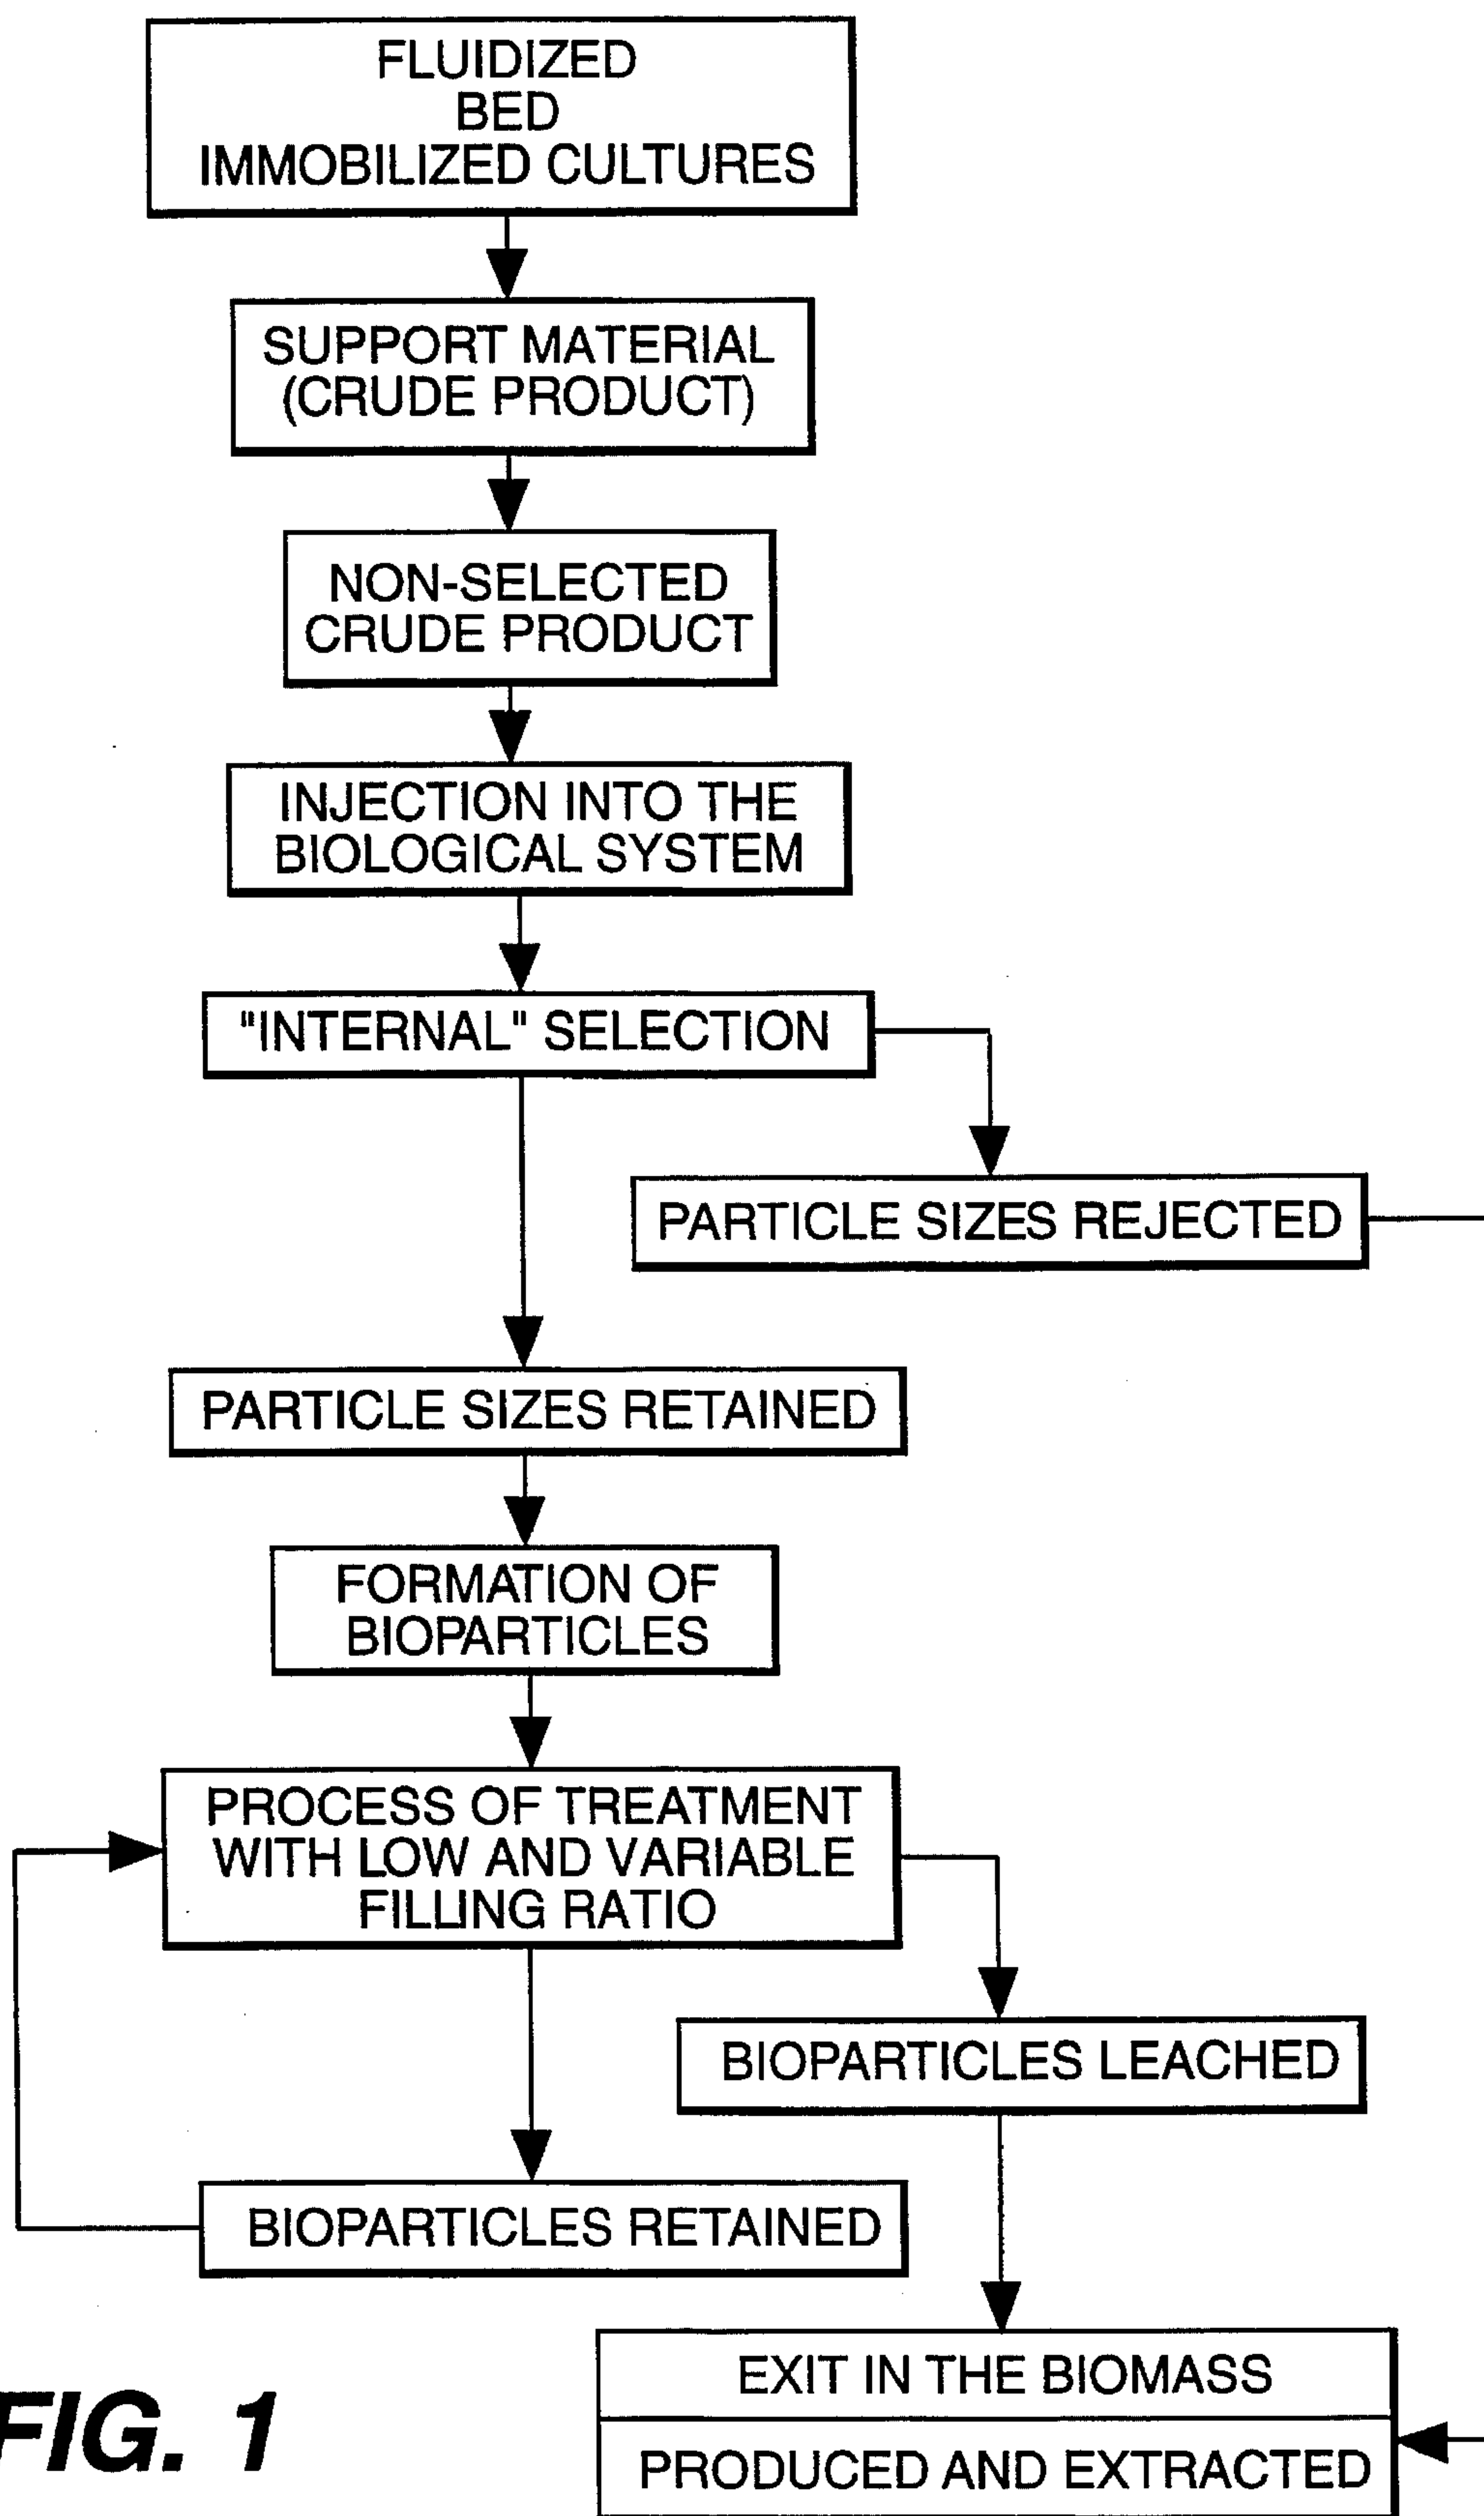 FLUIDIZED
BED
IMMOBILIZED CULTURES
SUPPORT MATERIAL
(CRUDE PRODUCT)
NON-SELECTED
CRUDE PRODUCT
INJECTION INTO THE
BIOLOGICAL SYSTEM
"INTERNAL" SELECTION
PARTICLE SIZES REJECTED
PARTICLE SIZES RETAINED
FORMATION OF
BIOPARTICLES
PROCESS OF TREATMENT
WITH LOW AND VARIABLE
FILLING RATIO
BIOPARTICLES LEACHED
BIOPARTICLES RETAINED
EXIT IN THE BIOMASS
PRODUCED AND EXTRACTED
FIG. 1